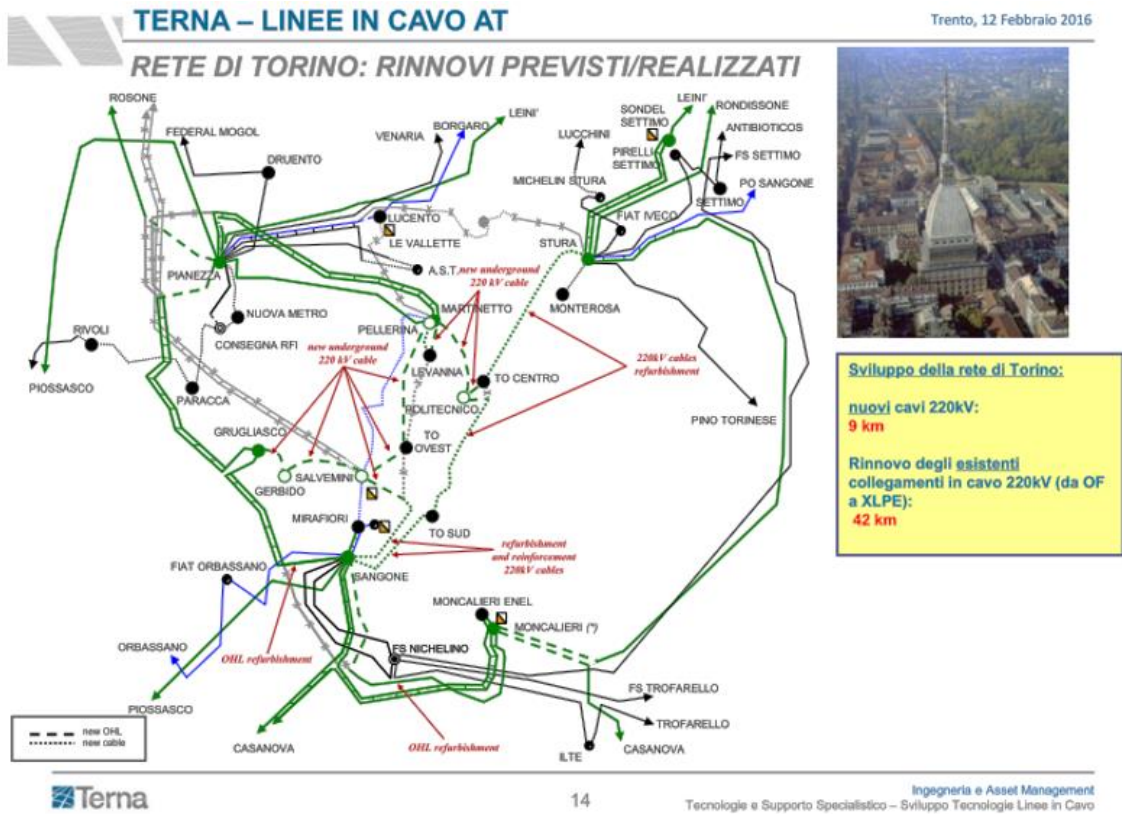 TERNA – LINEE IN CAVO AT
Trento, 12 Febbraio 2016
RETE DI TORINO: RINNOVI PREVISTI/REALIZZATI
ROSONE
FEDERAL MOGOL
DRUENTO
VENARIA
BORGARO
LEINI'
LUCCHINI
SONDEL
SETTIMO
LEINI'
RONDISSONE
PIRELLI
SETTIMO
ANTIBIOTICOS
FS SETTIMO
SETTIMO
PO SANGONE
MICHELIN STURA
FIAT IVECO
STURA
LUCENTO
LE VALLETTE
A.S.T.
PIANEZZA
new underground
220 kV cable
MARTINETTO
MONTEROSA
NUOVA METRO
CONSEGNA RFI
PELLERINA
RIVOLI
new underground
220 kV cable
LEVANNA
220kV cables
refurbishment
TO CENTRO
PIOSSASCO
PARACCA
POLITECNICO
PINO TORINESE
GRUGLIASCO
TO
OVEST
GERBIDO
SALVEMINI
MIRAFIORI
TO SUD
refurbishment
and reinforcement
220kV cables
SANGONE
FIAT ORBASSANO
MONCALIERI ENEL
MONCALIERI (*)
ORBASSANO
OHL refurbishment
FS NICHELINO
PIOSSASCO
FS TROFARELLO
TROFARELLO
CASANOVA
OHL refurbishment
ILTE
CASANOVA
new OHL
new cable
Sviluppo della rete di Torino:
nuovi cavi 220kV:
9 km
Rinnovo degli esistenti
collegamenti in cavo 220kV (da OF
a XLPE):
42 km
Terna
14
Ingegneria e Asset Management
Tecnologie e Supporto Specialistico – Sviluppo Tecnologie Linee in Cavo